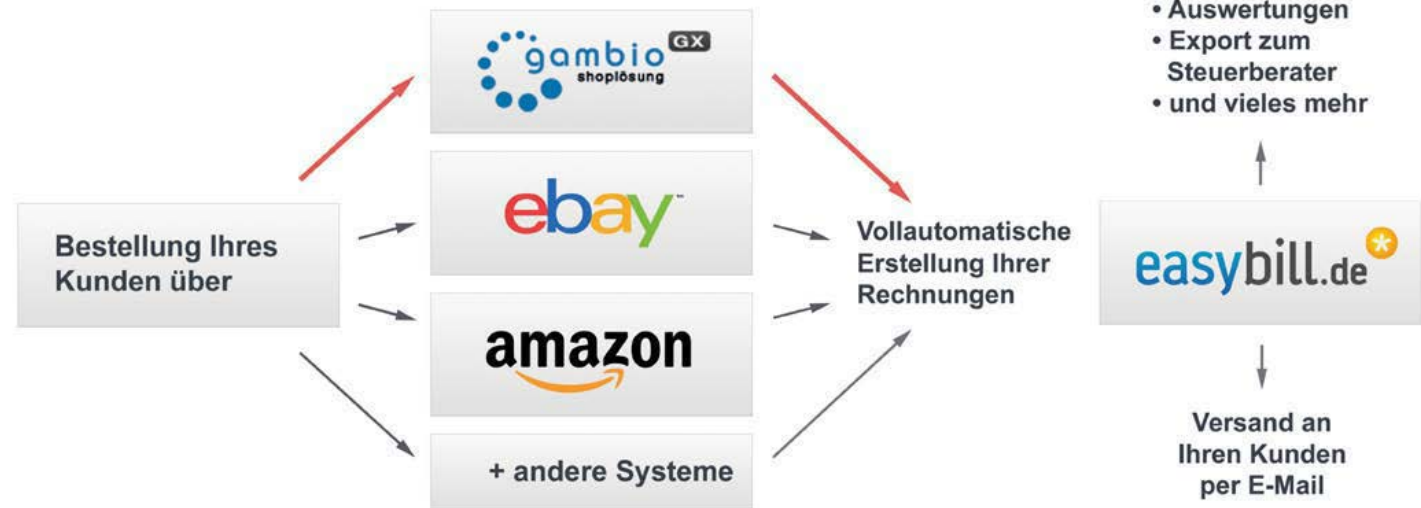 Bestellung Ihres
Kunden über
gambio GX
shoplösung
ebay™
amazon
+ andere Systeme
Vollautomatische
Erstellung Ihrer
Rechnungen
• Auswertungen
• Export zum
Steuerberater
• und vieles mehr
easybill.de
Versand an
Ihren Kunden
per E-Mail